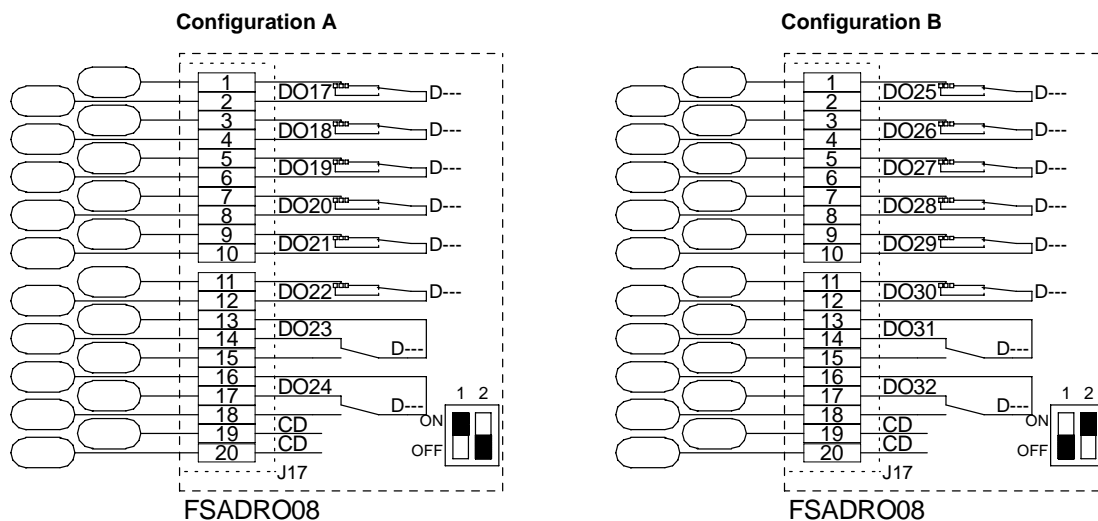 Configuration A
1
DO17 D---
2
3
DO18 D---
4
5
DO19 D---
6
7
DO20 D---
8
9
DO21 D---
10
11
DO22 D---
12
13
DO23
14
D---
15
16
DO24
17
D---
18
CD
19
CD
20
1 2
ON
OFF
J17
FSADRO08
Configuration B
1
DO25 D---
2
3
DO26 D---
4
5
DO27 D---
6
7
DO28 D---
8
9
DO29 D---
10
11
DO30 D---
12
13
DO31
14
D---
15
16
DO32
17
D---
18
CD
19
CD
20
1 2
ON
OFF
J17
FSADRO08